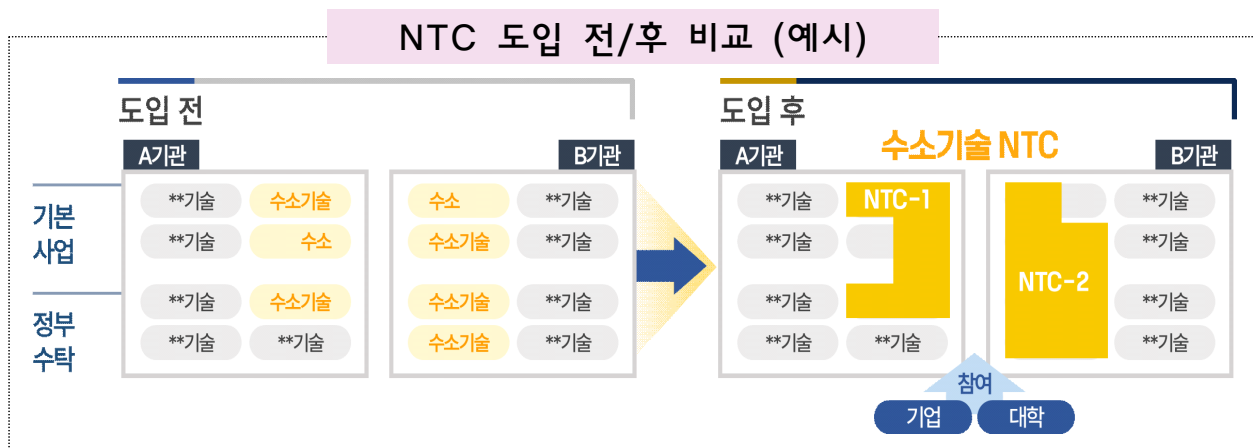 NTC 도입 전/후 비교 (예시)
도입 전
도입 후
수소기술 NTC
A기관
B기관
A기관
B기관
기본
사업
**기술 수소기술 수소 **기술
**기술 수소 수소기술 **기술
**기술 NTC-1 **기술
**기술 **기술
정부
수탁
**기술 수소기술 수소기술 **기술
**기술 **기술 수소기술 **기술
**기술 NTC-2 **기술
**기술 **기술 **기술
참여
기업 대학